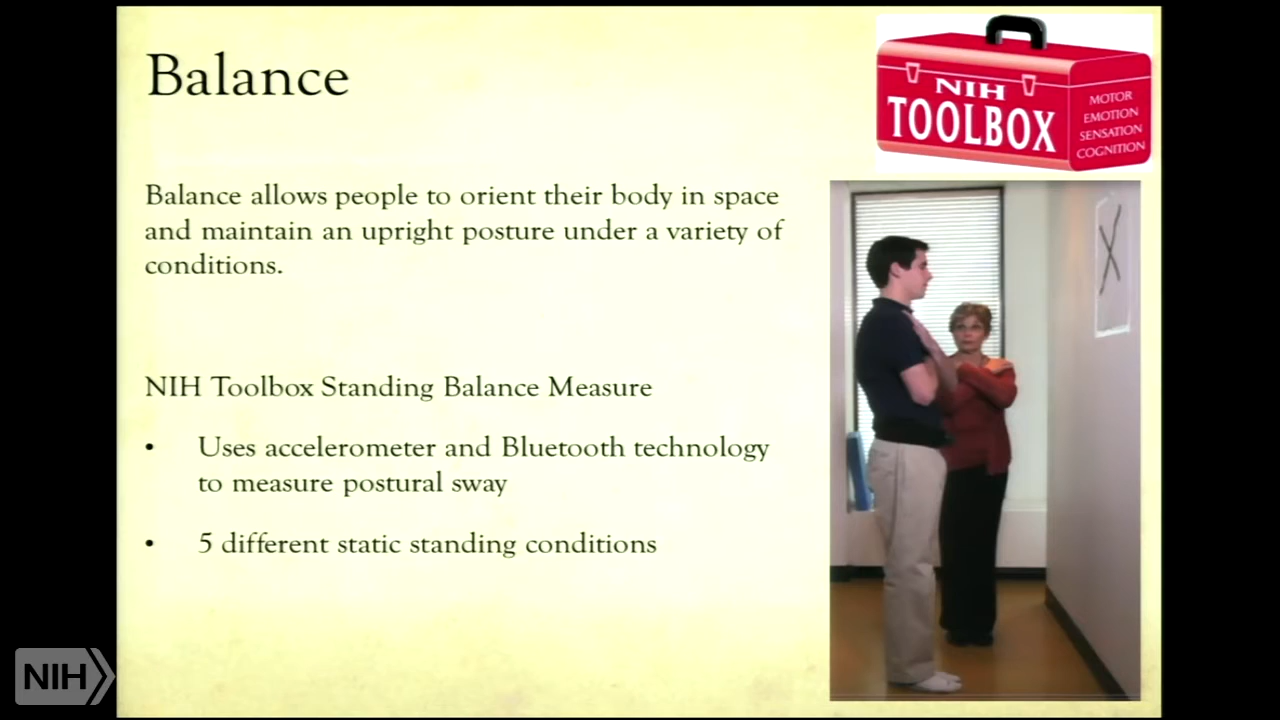 Balance
NIH
TOOLBOX
MOTOR
EMOTION
SENSATION
COGNITION
Balance allows people to orient their body in space
and maintain an upright posture under a variety of
conditions.
X
NIH Toolbox Standing Balance Measure
• Uses accelerometer and Bluetooth technology
to measure postural sway
• 5 different static standing conditions
NIH